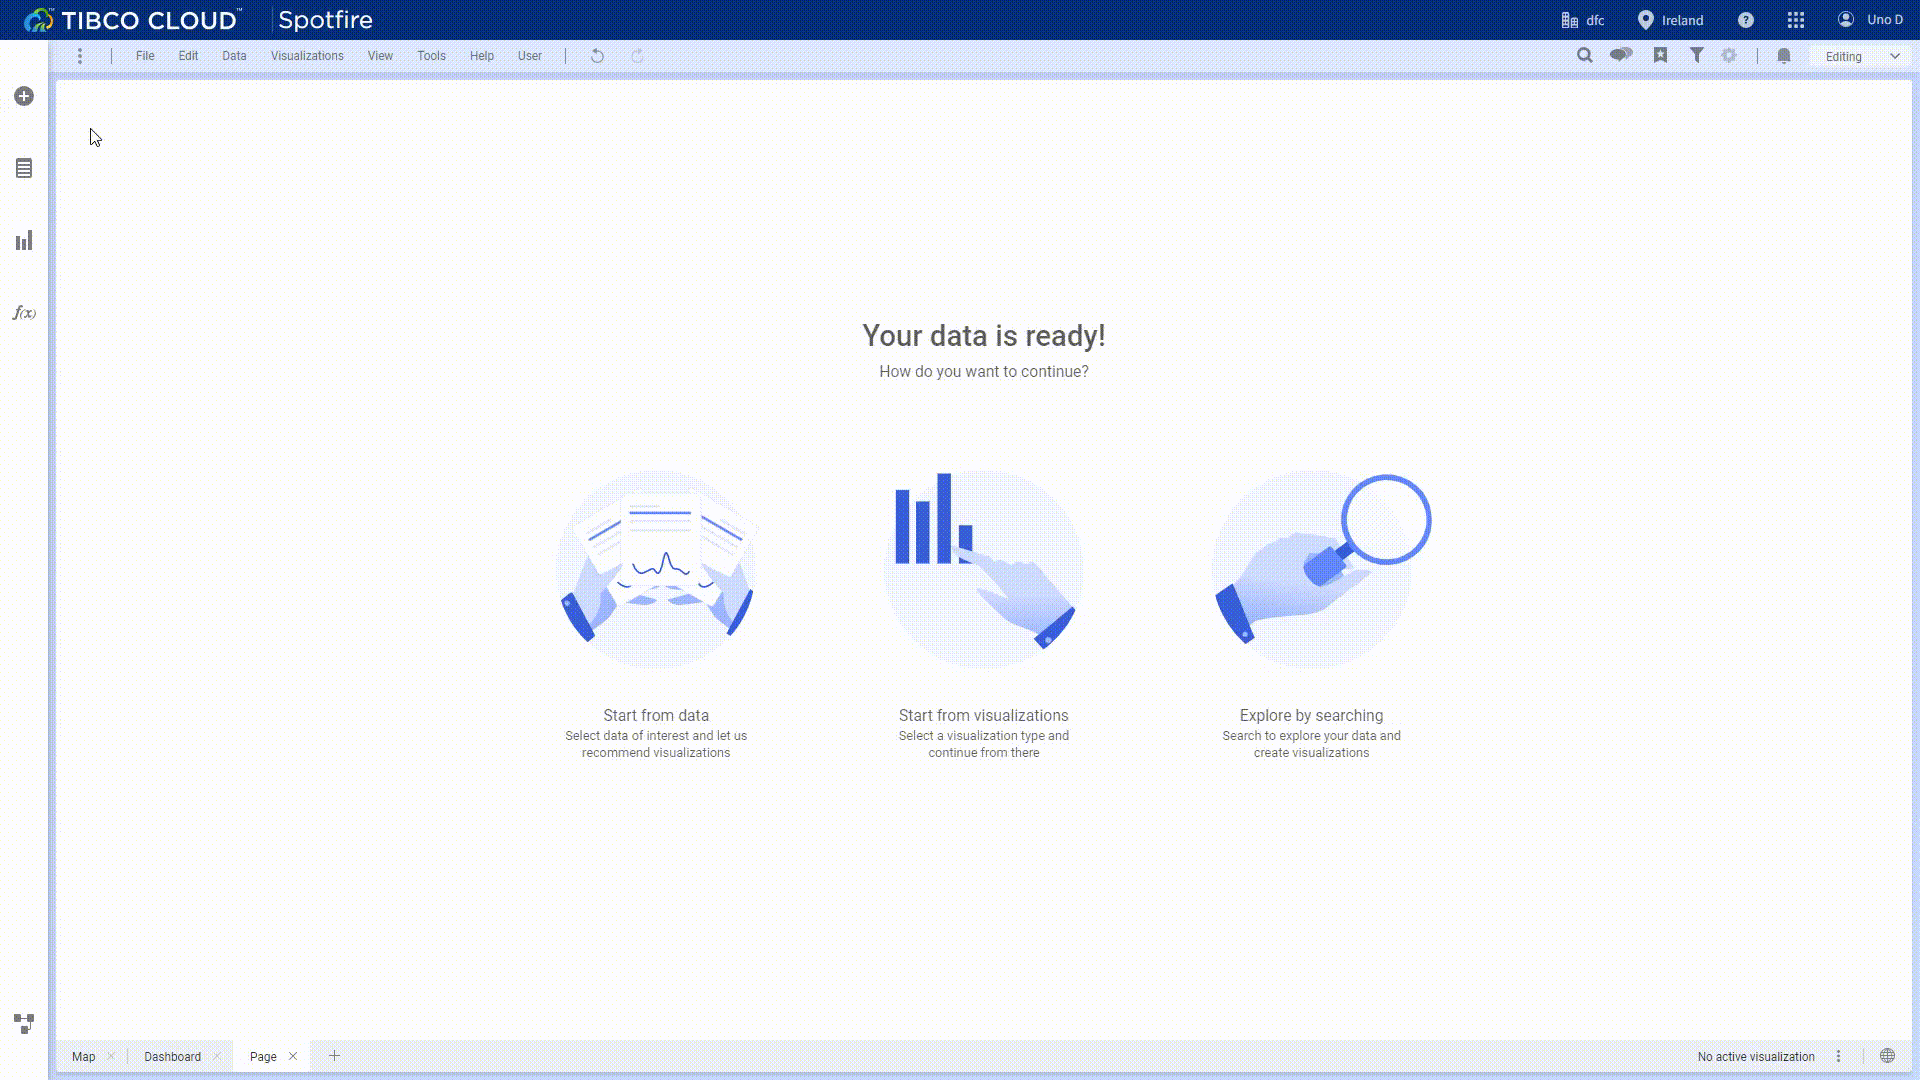 TIBCO CLOUD™ Spotfire
dfc Ireland ? Uno D
File Edit Data Visualizations View Tools Help User
Editing
f(x)
Your data is ready!
How do you want to continue?
Start from data
Select data of interest and let us
recommend visualizations
Start from visualizations
Select a visualization type and
continue from there
Explore by searching
Search to explore your data and
create visualizations
Map Dashboard Page
No active visualization